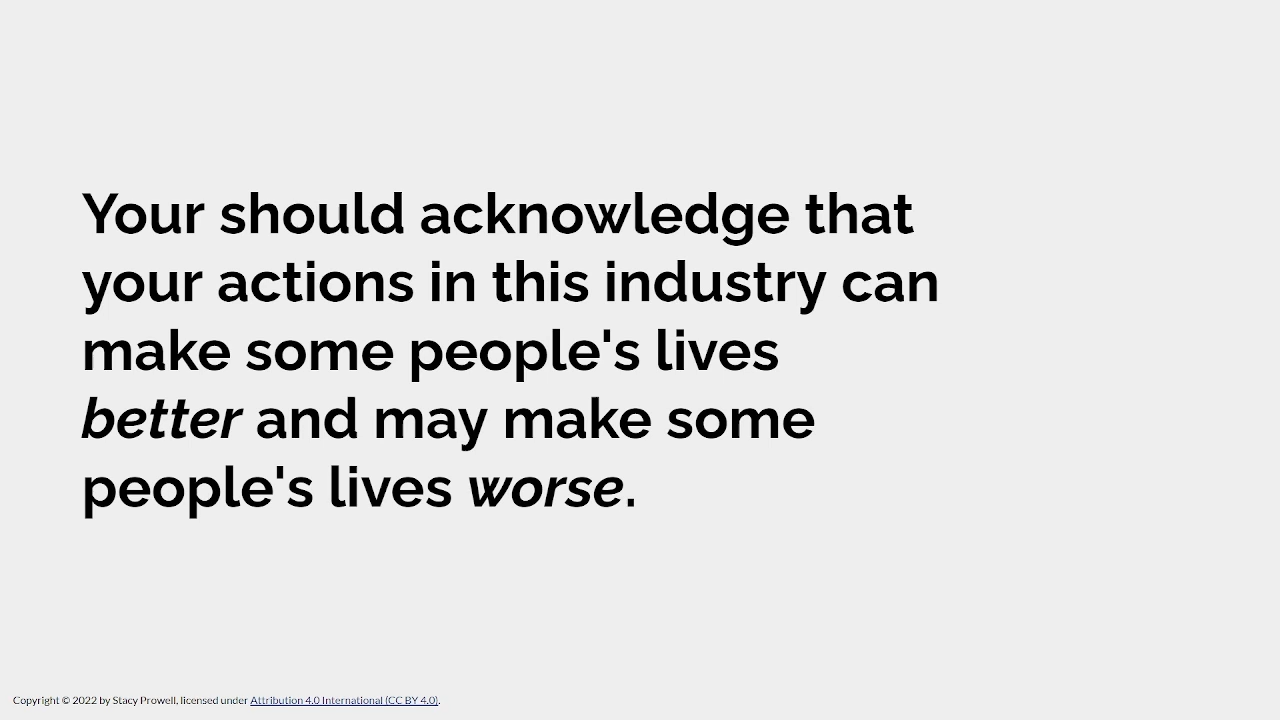 Your should acknowledge that
your actions in this industry can
make some people's lives
better and may make some
people's lives worse.
Copyright © 2022 by Stacy Prowell, licensed under Attribution 4.0 International (CC BY 4.0).